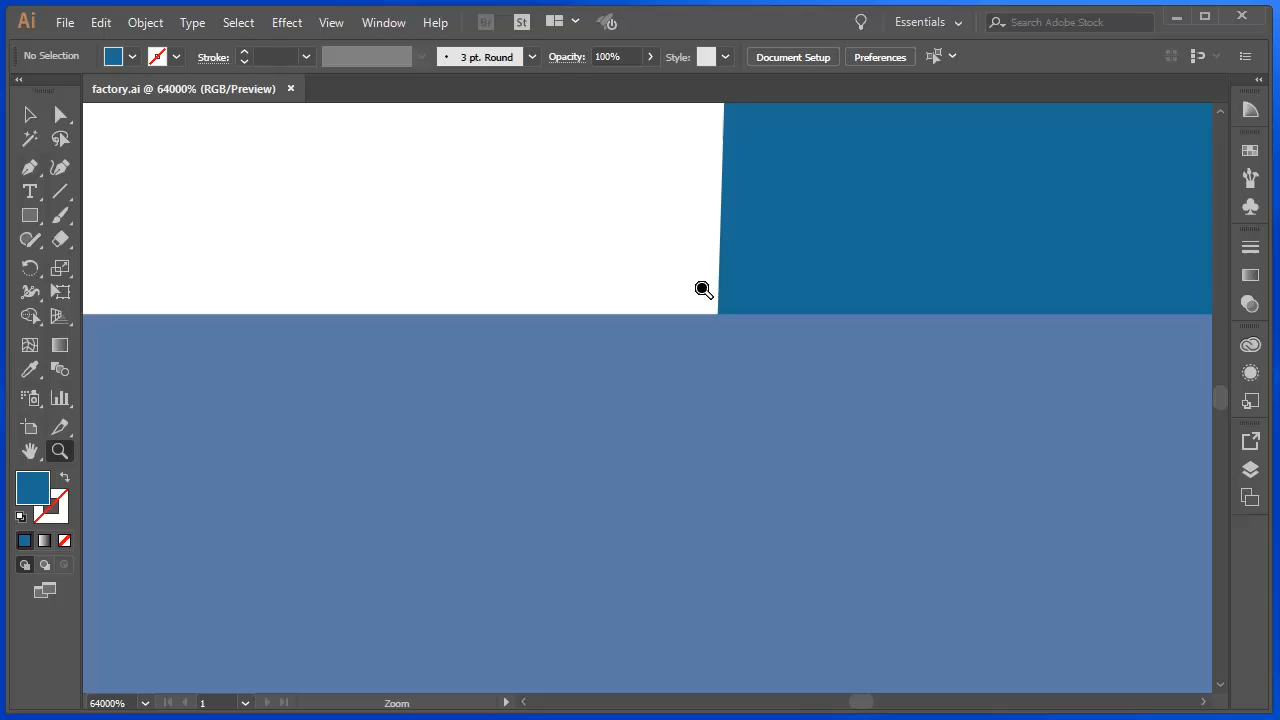 Ai File Edit Object Type Select Effect View Window Help Br St Essentials Search Adobe Stock
No Selection Stroke: 3 pt. Round Opacity: 100% Style: Document Setup Preferences
factory.ai @ 64000% (RGB/Preview)
T
64000% 1 Zoom